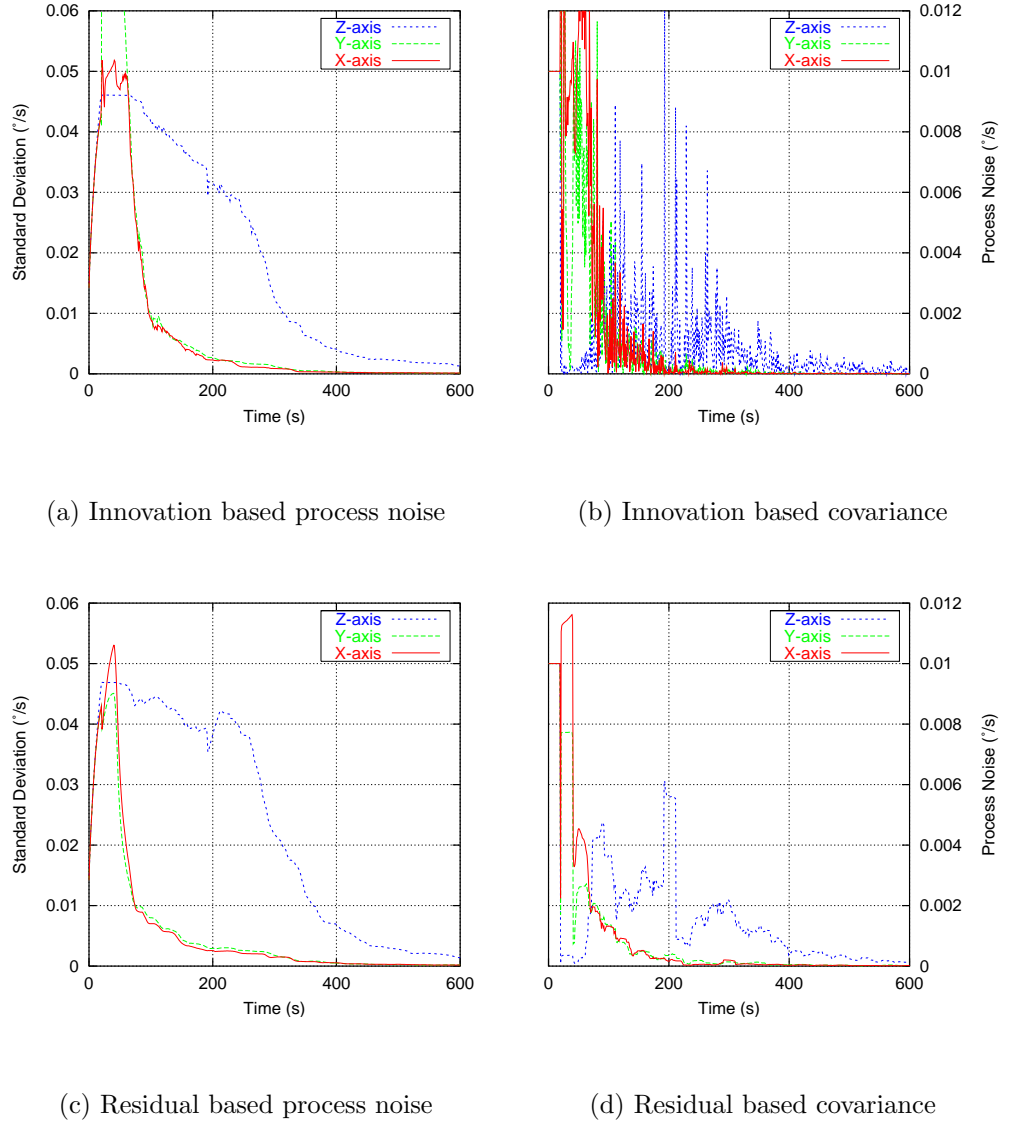 0.06
0.05
0.04
0.03
0.02
0.01
0
0 200 400 600
Standard Deviation (˚/s)
Time (s)
Z-axis
Y-axis
X-axis
0.012
0.01
0.008
0.006
0.004
0.002
0
0 200 400 600
Process Noise (˚/s)
Time (s)
Z-axis
Y-axis
X-axis
(a) Innovation based process noise
(b) Innovation based covariance
0.06
0.05
0.04
0.03
0.02
0.01
0
0 200 400 600
Standard Deviation (˚/s)
Time (s)
Z-axis
Y-axis
X-axis
0.012
0.01
0.008
0.006
0.004
0.002
0
0 200 400 600
Process Noise (˚/s)
Time (s)
Z-axis
Y-axis
X-axis
(c) Residual based process noise
(d) Residual based covariance